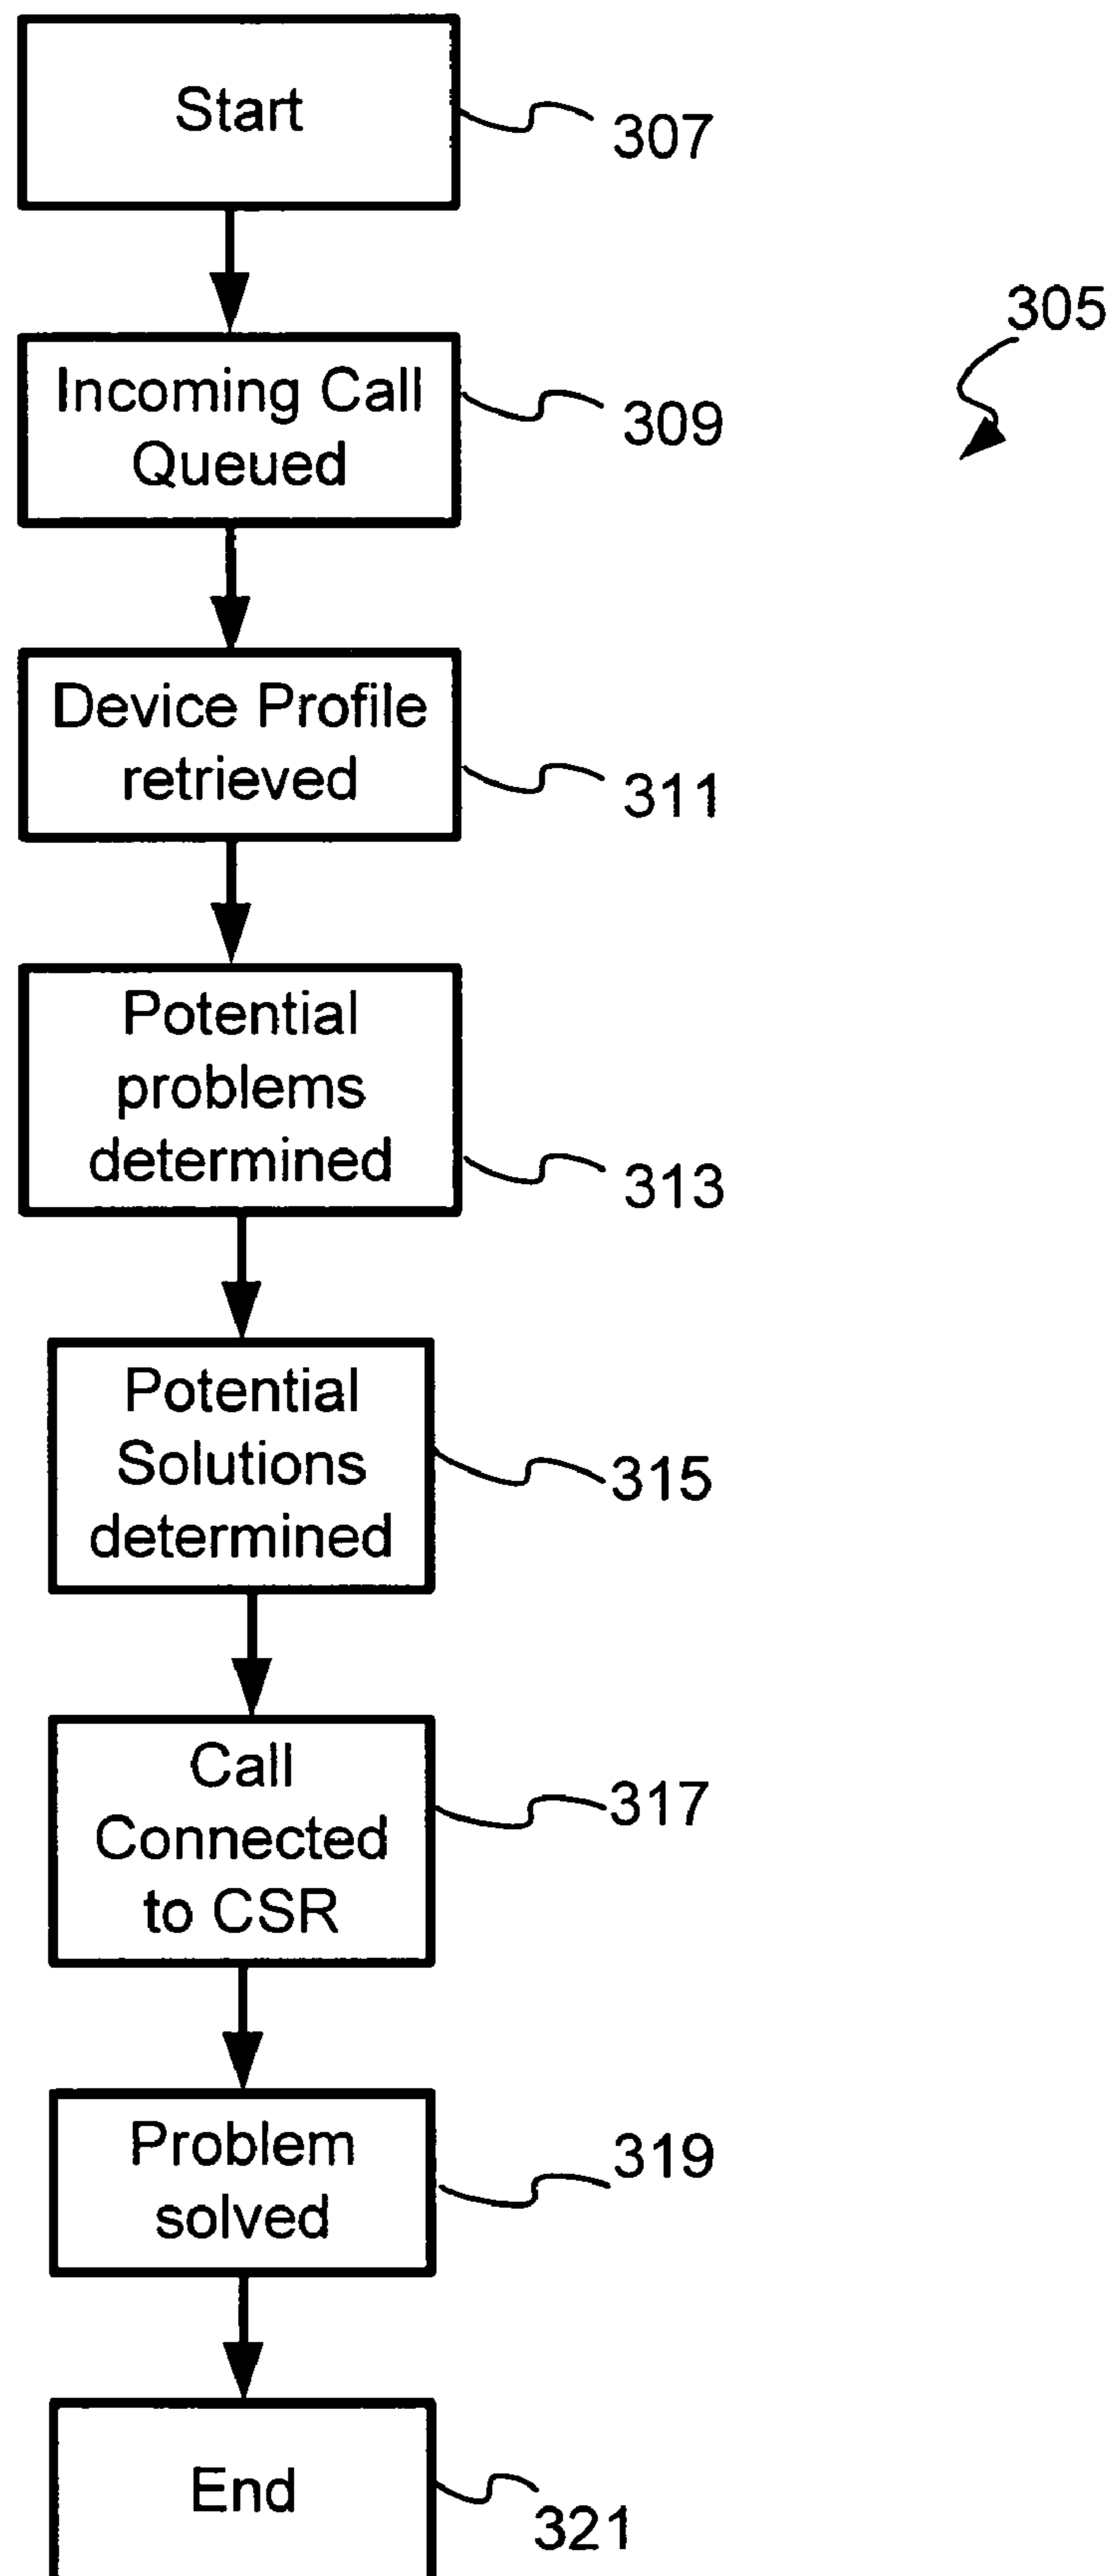 Start
307
305
Incoming Call
Queued
309
Device Profile
retrieved
311
Potential
problems
determined
313
Potential
Solutions
determined
315
Call
Connected
to CSR
317
Problem
solved
319
End
321